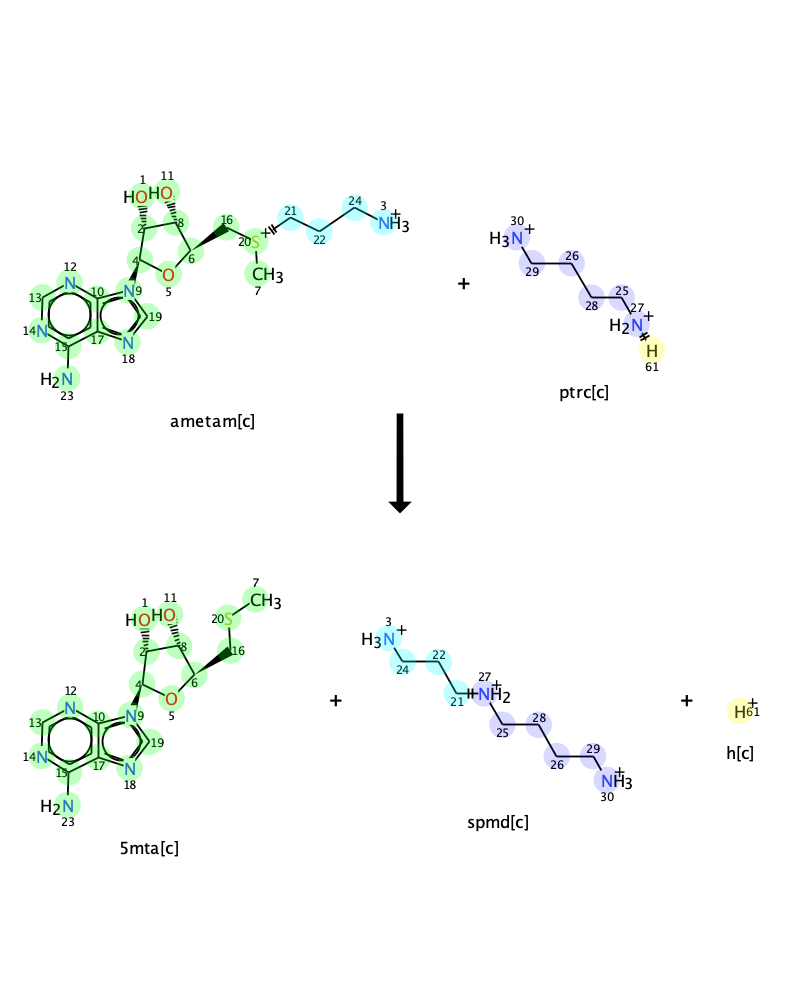 1 11
HO HO
2 8
16
21
22
24
3
NH3+
20 S+
CH3
7
4 6
O
5
12
N
10
N 9
13
14 N
15
17
19
N
18
H2N
23
ametam[c]
+
30
H3N+
29
26
28
25
27
H2N+
H
61
ptrc[c]
7
CH3
20 S
16
1 11
HO HO
2 8
4 6
O
5
12
N
10
N 9
13
14 N
15
17
19
N
18
H2N
23
5mta[c]
+
3
H3N+
24
22
21
27
NH2+
25
28
26
29
NH3+
30
spmd[c]
+
H+ 61
h[c]